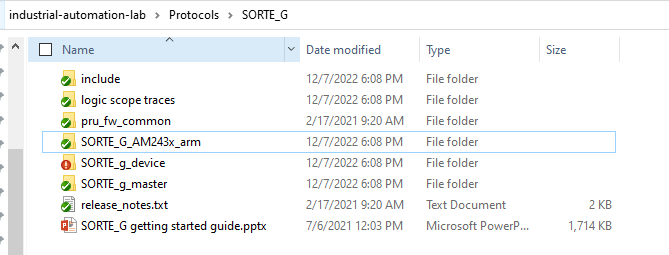 industrial-automation-lab > Protocols > SORTE_G
Name Date modified Type Size
include 12/7/2022 6:08 PM File folder
logic scope traces 12/7/2022 6:08 PM File folder
pru_fw_common 2/17/2021 9:20 AM File folder
SORTE_G_AM243x_arm 12/7/2022 6:08 PM File folder
SORTE_g_device 12/7/2022 6:08 PM File folder
SORTE_g_master 12/7/2022 6:08 PM File folder
release_notes.txt 2/17/2021 9:20 AM Text Document 2 KB
SORTE_G getting started guide.pptx 7/6/2021 12:03 PM Microsoft PowerP... 1,714 KB